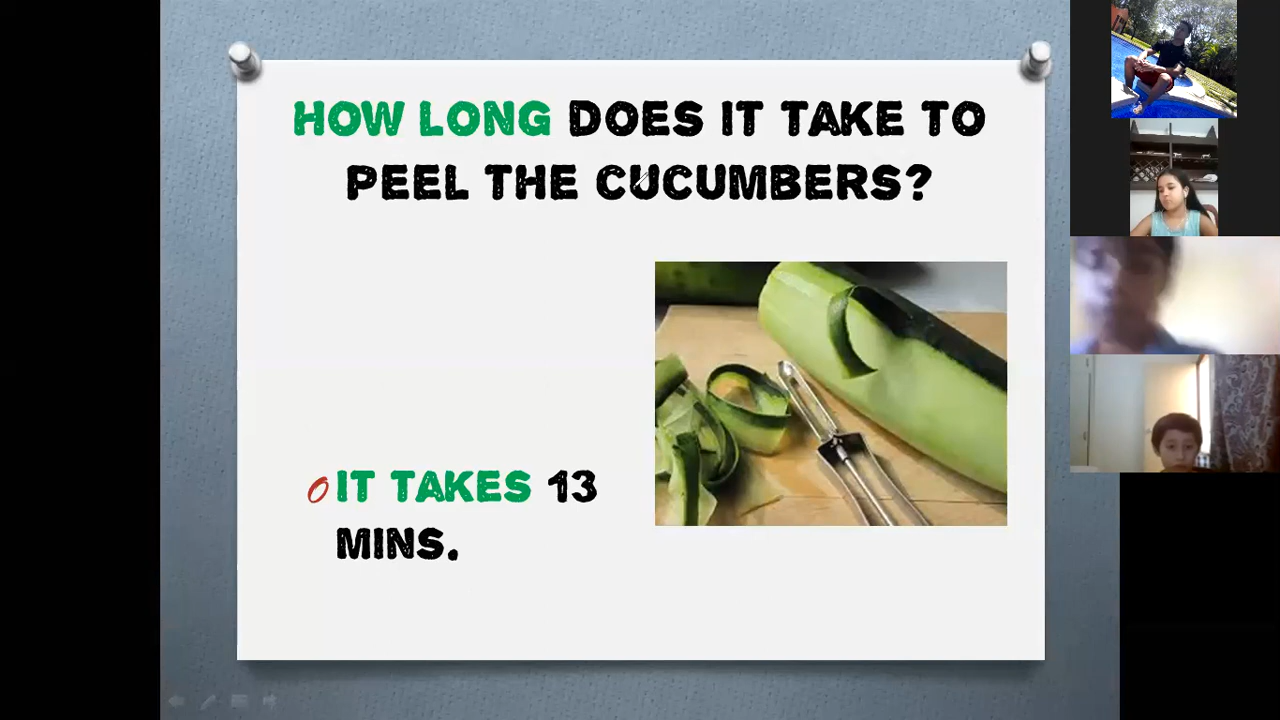 HOW LONG DOES IT TAKE TO
PEEL THE CUCUMBERS?
IT TAKES 13
MINS.